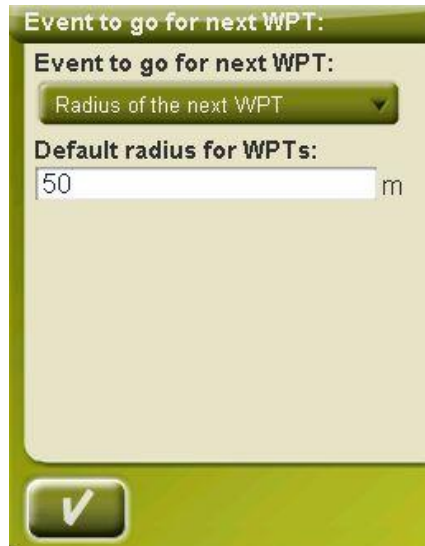 Event to go for next WPT:
Event to go for next WPT:
Radius of the next WPT
Default radius for WPTs:
50 m